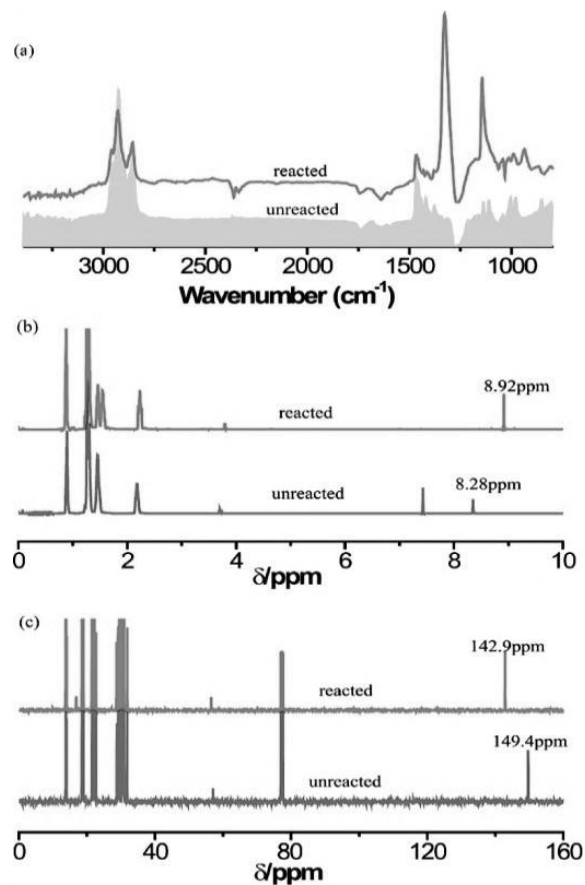 (a)
reacted
unreacted
3000 2500 2000 1500 1000
Wavenumber (cm⁻¹)
(b)
8.92ppm
reacted
8.28ppm
unreacted
0 2 4 6 8 10
δ/ppm
(c)
142.9ppm
reacted
149.4ppm
unreacted
0 40 80 120 160
δ/ppm